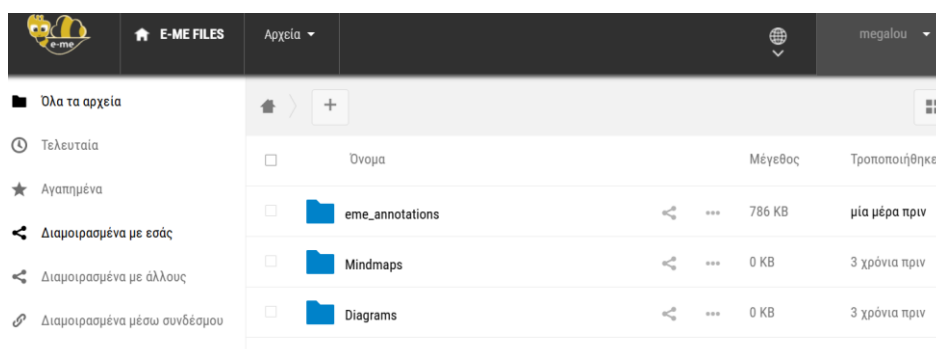 e-me
E-ME FILES
Αρχεία
megalou
Όλα τα αρχεία
Τελευταία
Αγαπημένα
Διαμοιρασμένα με εσάς
Διαμοιρασμένα με άλλους
Διαμοιρασμένα μέσω συνδέσμου
Όνομα Μέγεθος Τροποποιήθηκε
eme_annotations 786 KB μία μέρα πριν
Mindmaps 0 KB 3 χρόνια πριν
Diagrams 0 KB 3 χρόνια πριν